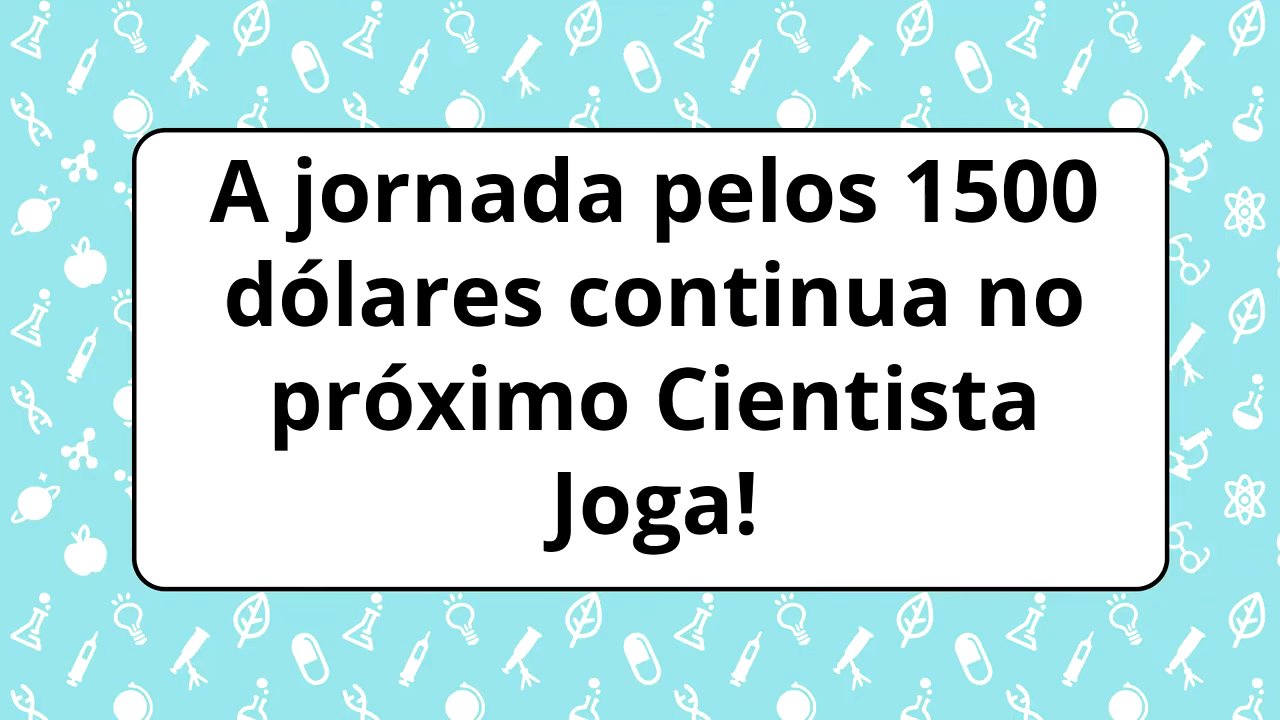 A jornada pelos 1500
dólares continua no
próximo Cientista
Joga!